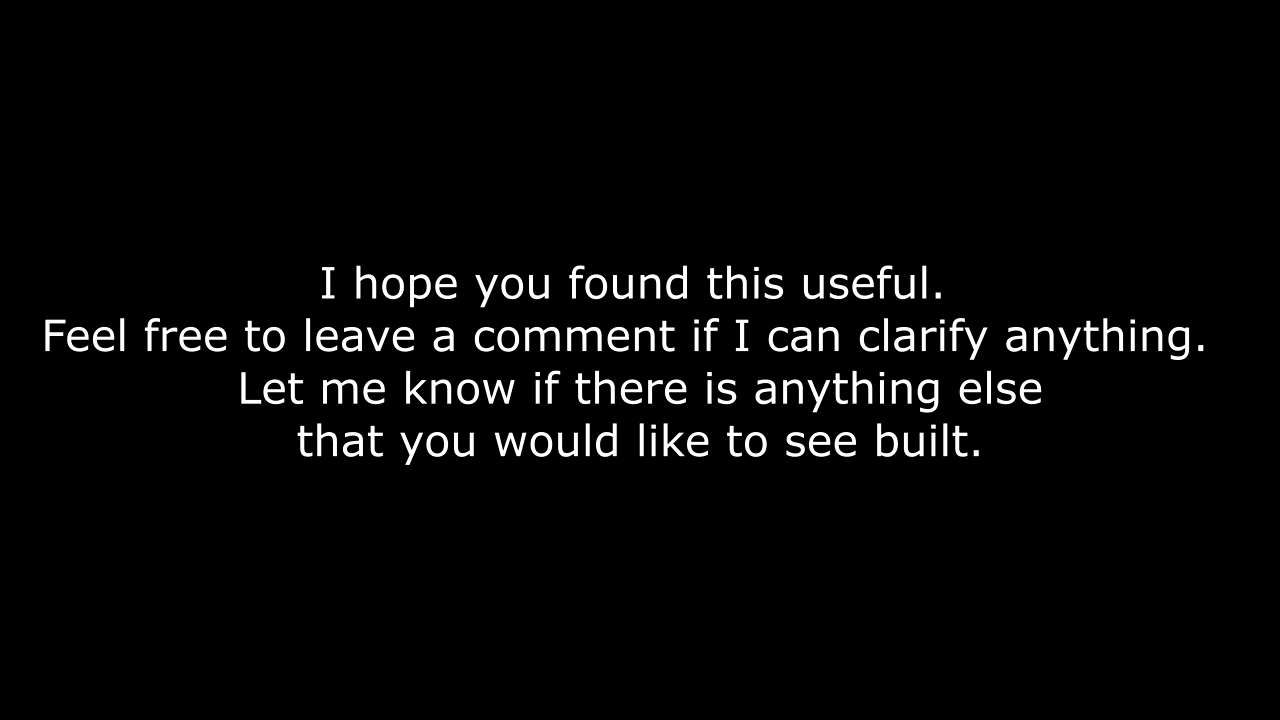 I hope you found this useful.
Feel free to leave a comment if I can clarify anything.
Let me know if there is anything else
that you would like to see built.